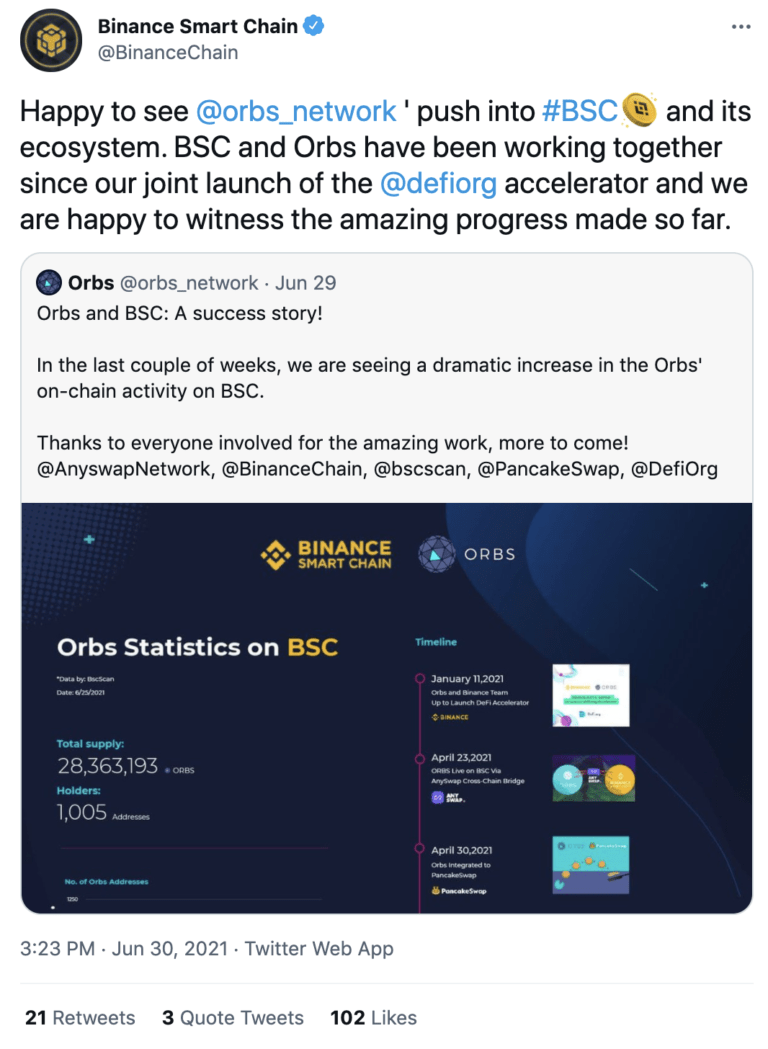 Binance Smart Chain
@BinanceChain
Happy to see @orbs_network ' push into #BSC and its
ecosystem. BSC and Orbs have been working together
since our joint launch of the @defiorg accelerator and we
are happy to witness the amazing progress made so far.
Orbs @orbs_network · Jun 29
Orbs and BSC: A success story!
In the last couple of weeks, we are seeing a dramatic increase in the Orbs'
on-chain activity on BSC.
Thanks to everyone involved for the amazing work, more to come!
@AnyswapNetwork, @BinanceChain, @bscscan, @PancakeSwap, @DefiOrg
BINANCE
SMART CHAIN
ORBS
Orbs Statistics on BSC
*Data by: BscScan
Date: 6/25/2021
Total supply:
28,363,193 ORBS
Holders:
1,005 Addresses
No. of Orbs Addresses
1250
Timeline
January 11,2021
Orbs and Binance Team
Up to Launch DeFi Accelerator
BINANCE
April 23,2021
ORBS Live on BSC Via
AnySwap Cross-Chain Bridge
ANY
SWAP.
April 30,2021
Orbs Integrated to
PancakeSwap
PancakeSwap
3:23 PM · Jun 30, 2021 · Twitter Web App
21 Retweets 3 Quote Tweets 102 Likes